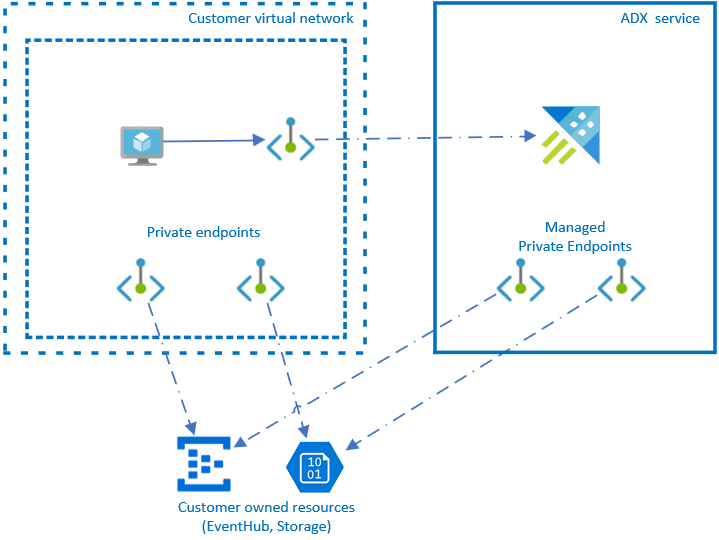 Customer virtual network
ADX service
Private endpoints
Managed
Private Endpoints
10
01
Customer owned resources
(EventHub, Storage)